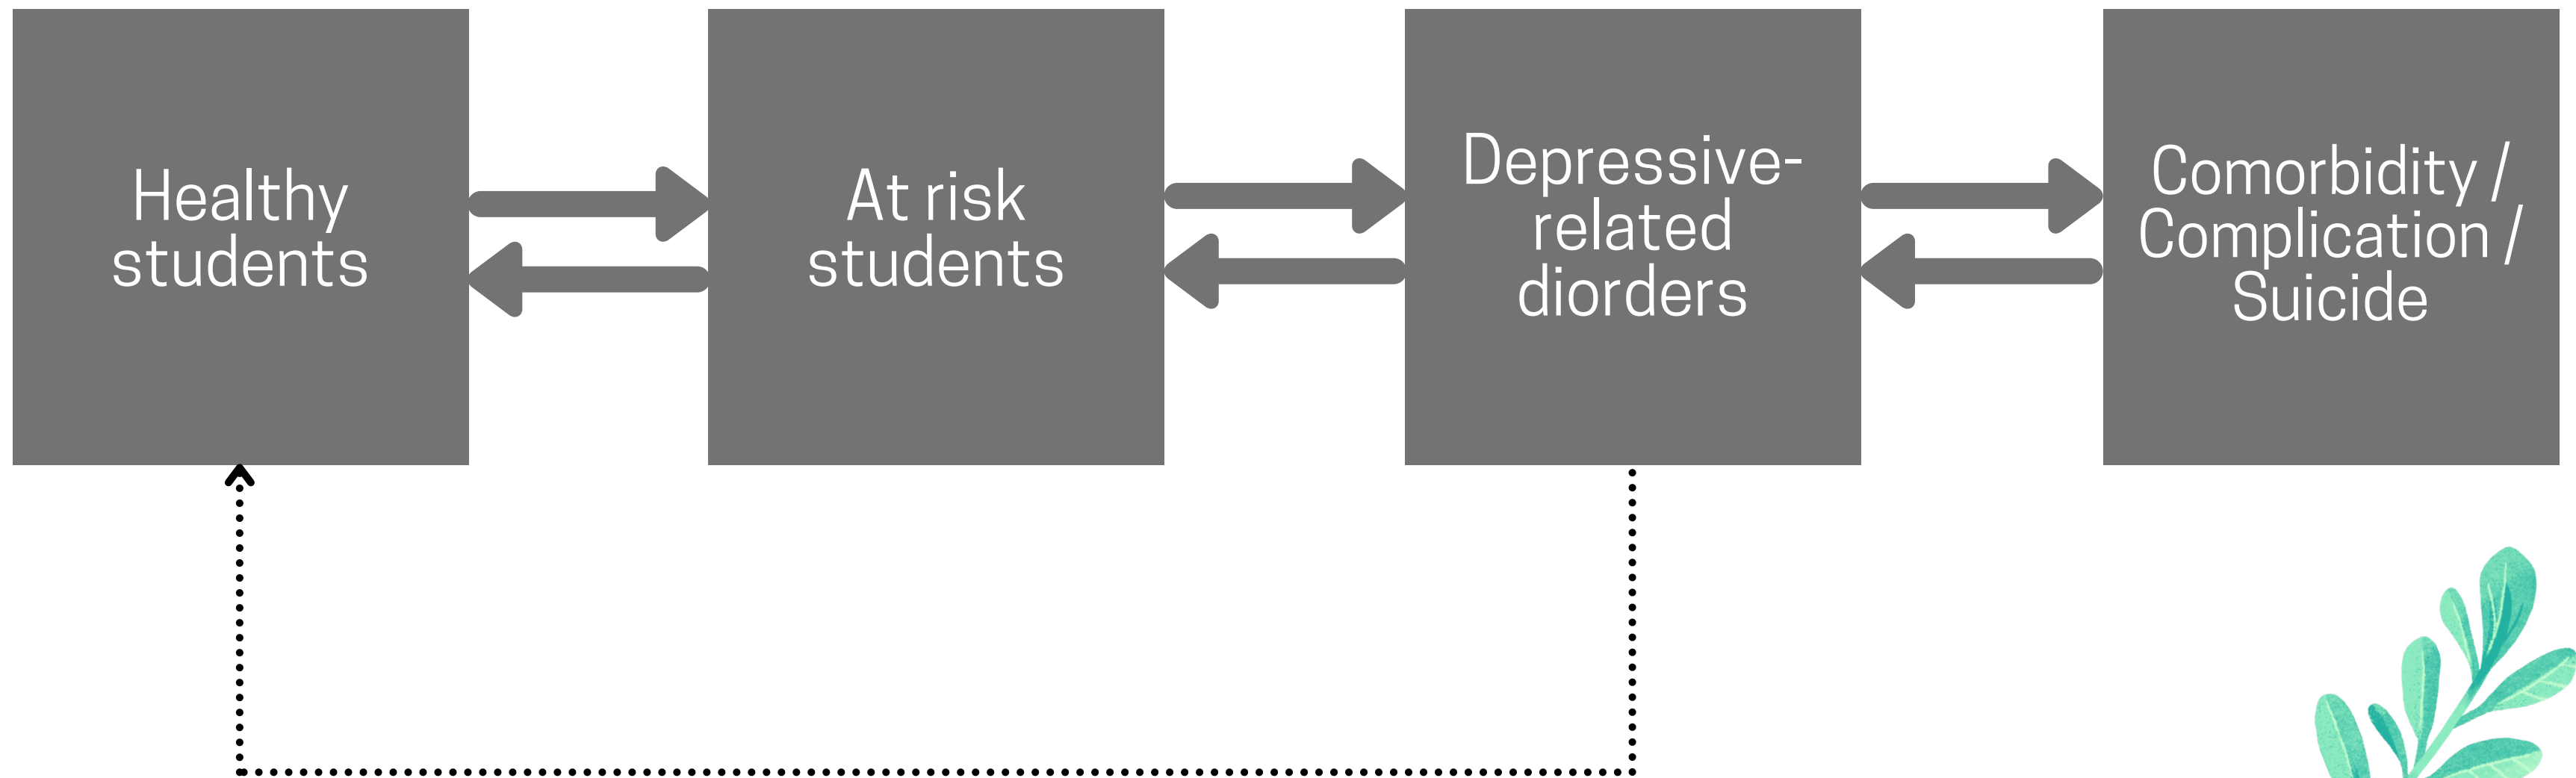 Healthy
students
At risk
students
Depressive-
related
diorders
Comorbidity /
Complication /
Suicide